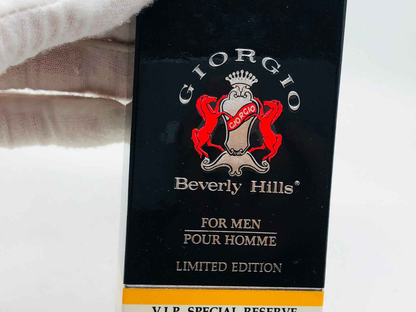 GIORGIO
GIORGIO
Beverly Hills®
FOR MEN
POUR HOMME
LIMITED EDITION
V.I.P. SPECIAL RESERVE